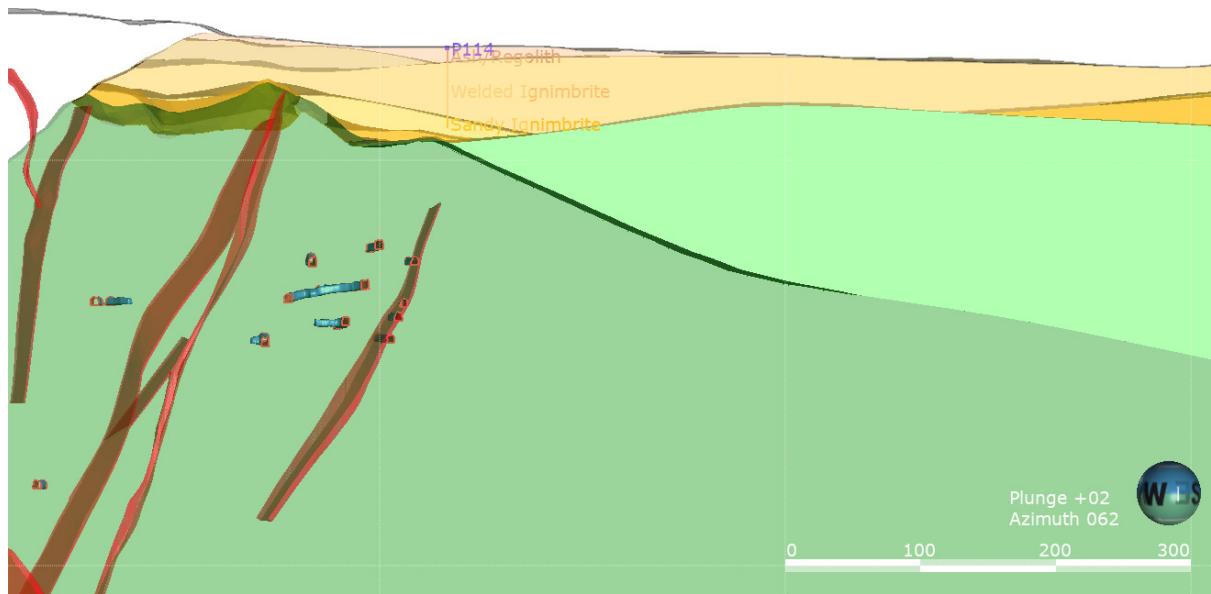 P114
Ash/Regolith
Welded Ignimbrite
Sandy Ignimbrite
Plunge +02
Azimuth 062
W E S
0 100 200 300